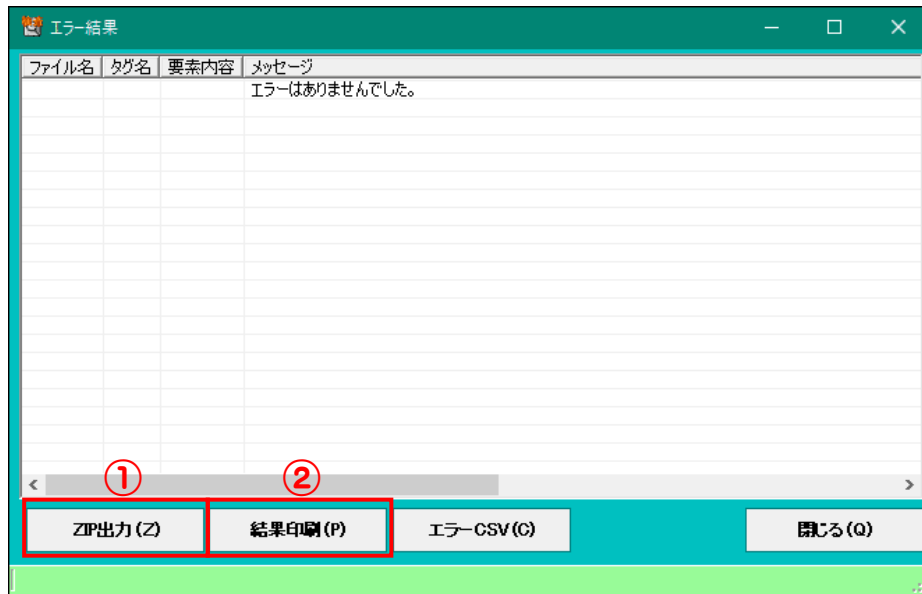 エラー結果
ファイル名 タグ名 要素内容 メッセージ
エラーはありませんでした。
① ②
ZIP出力(Z) 結果印刷(P) エラーCSV(C) 閉じる(Q)